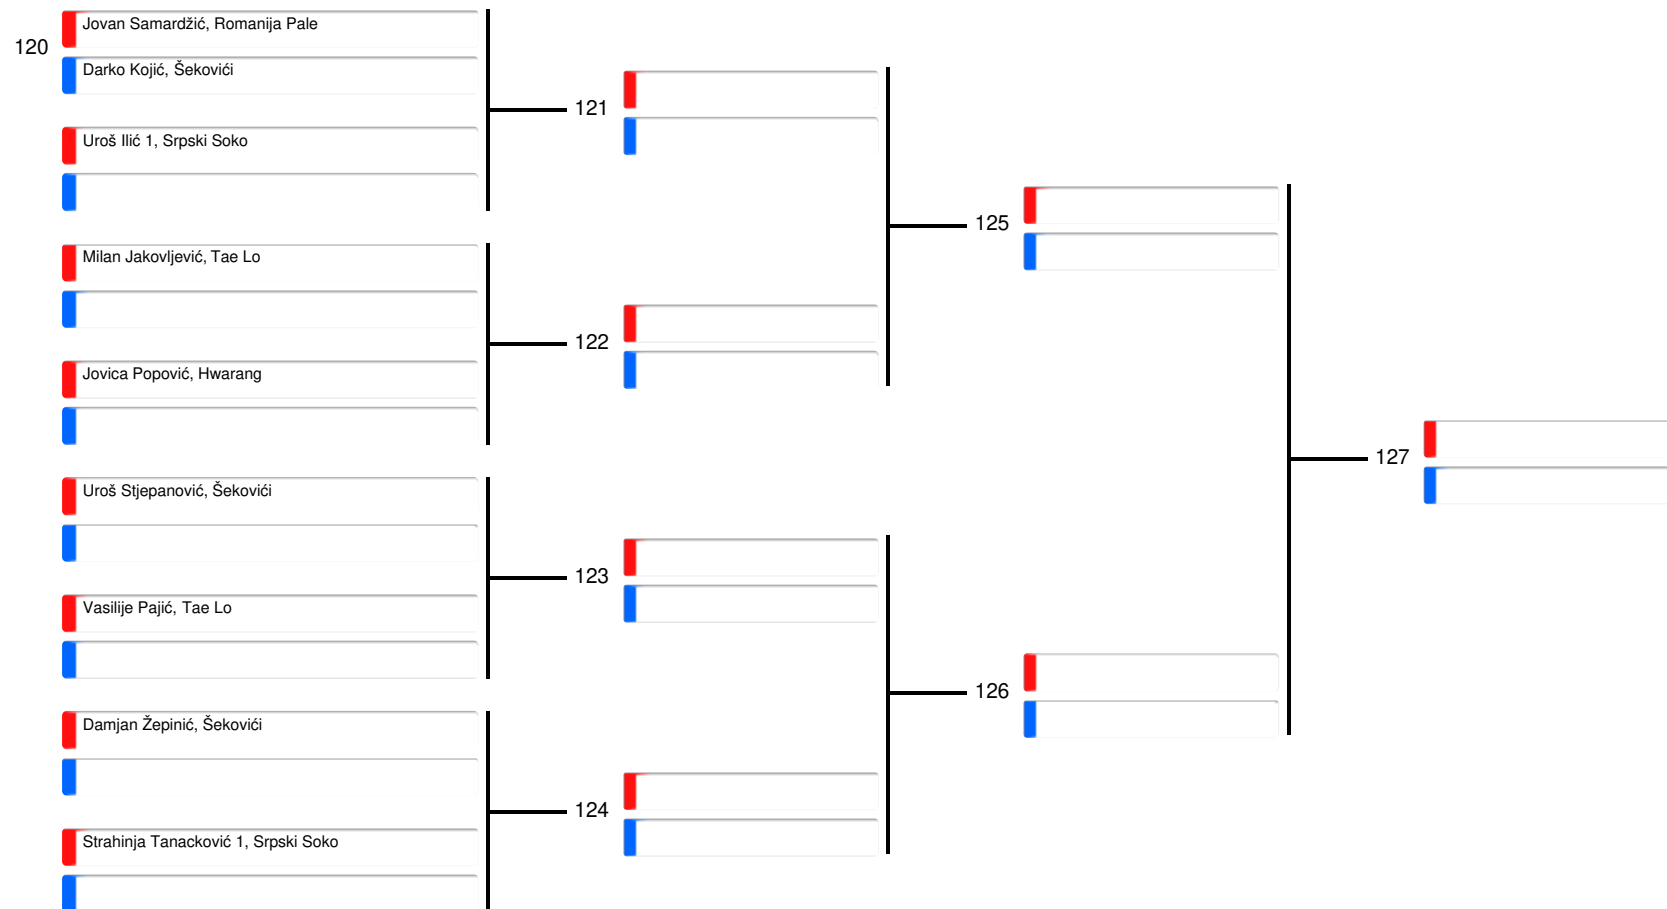 Jovan Samardžić, Romanija Pale
120
Darko Kojić, Šekovići
121
Uroš Ilić 1, Srpski Soko
125
Milan Jakovljević, Tae Lo
122
Jovica Popović, Hwarang
127
Uroš Stjepanović, Šekovići
123
Vasilije Pajić, Tae Lo
126
Damjan Žepinić, Šekovići
124
Strahinja Tanacković 1, Srpski Soko